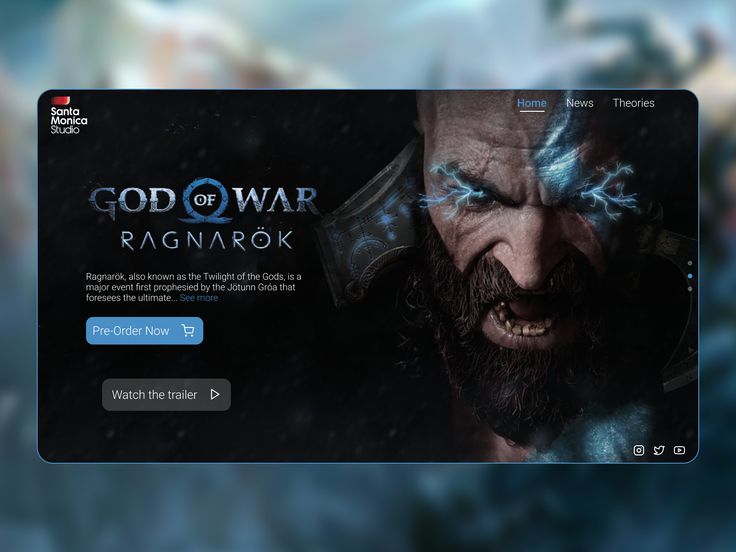 Santa
Monica
Studio
Home News Theories
GOD OF WAR
RAGNARÖK
Ragnarök, also known as the Twilight of the Gods, is a
major event first prophesied by the Jötunn Gróa that
foresees the ultimate... See more
Pre-Order Now
Watch the trailer